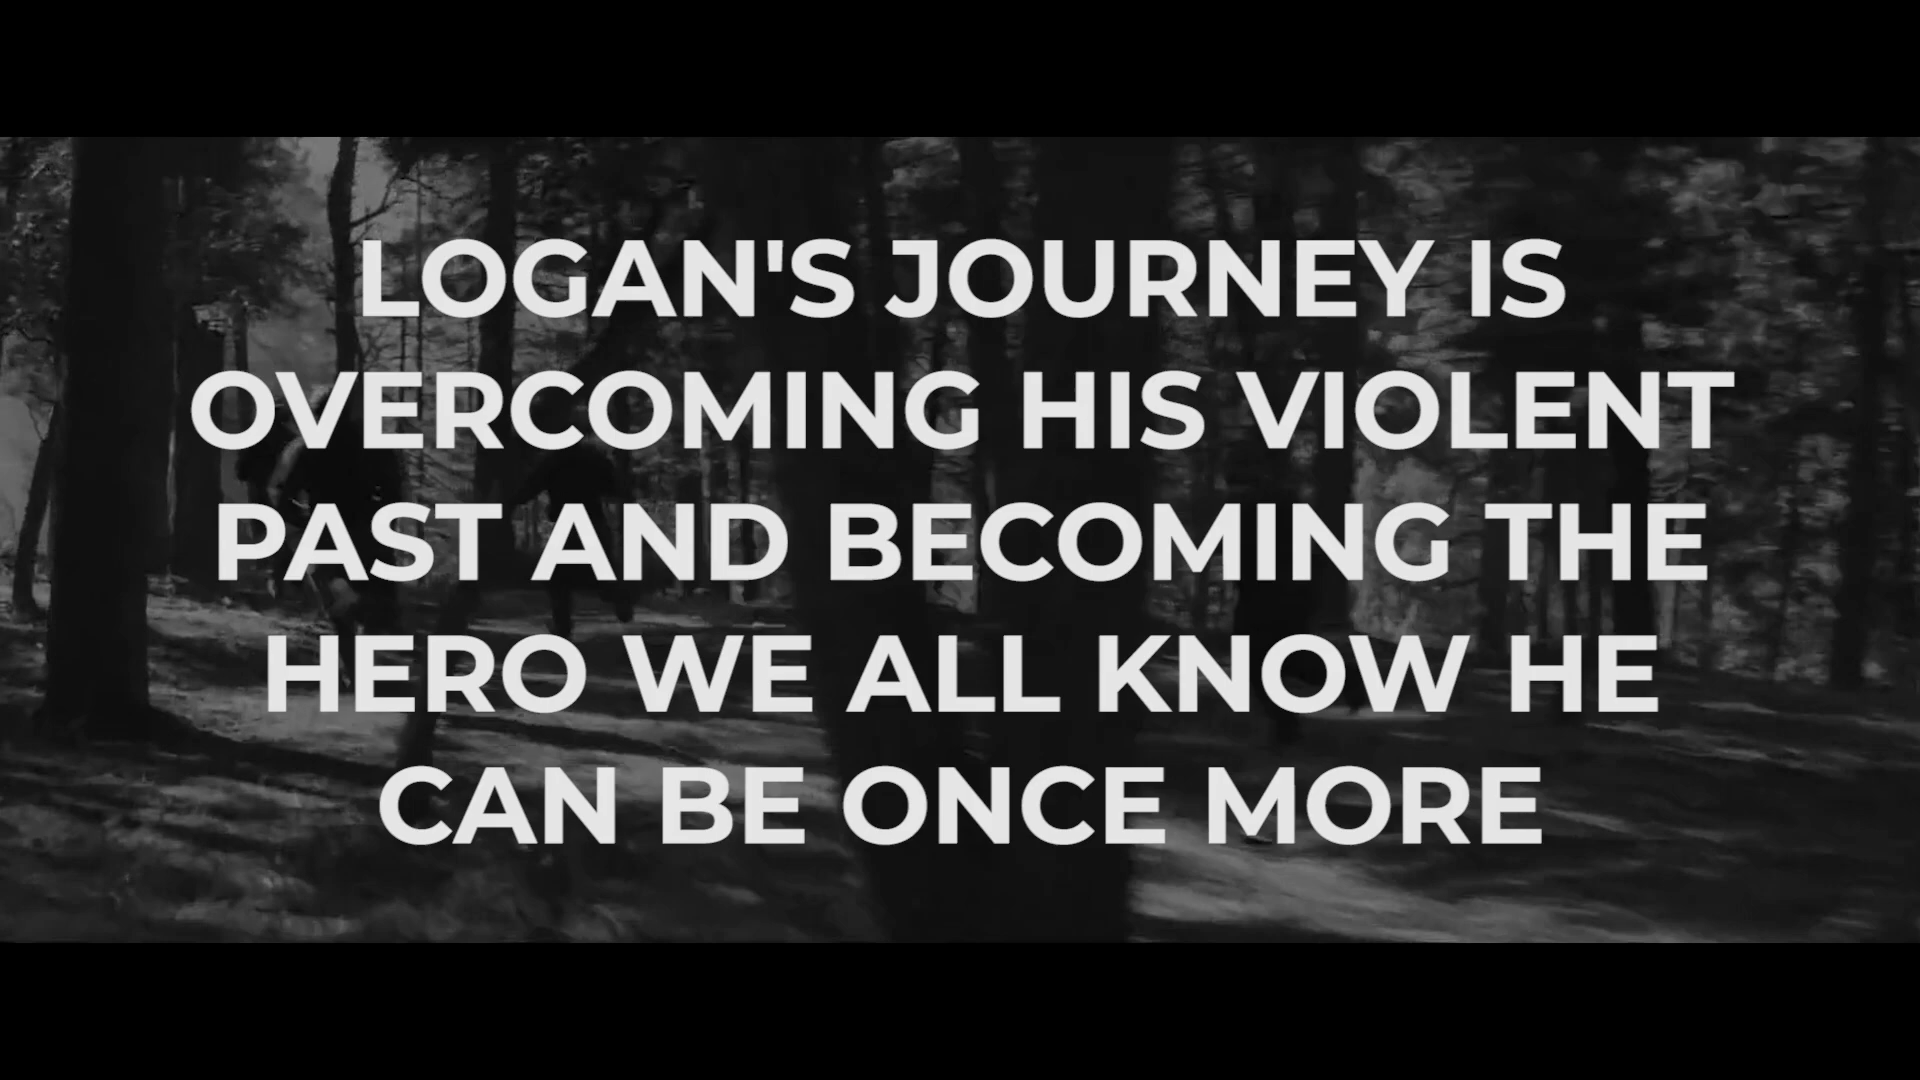 LOGAN'S JOURNEY IS
OVERCOMING HIS VIOLENT
PAST AND BECOMING THE
HERO WE ALL KNOW HE
CAN BE ONCE MORE